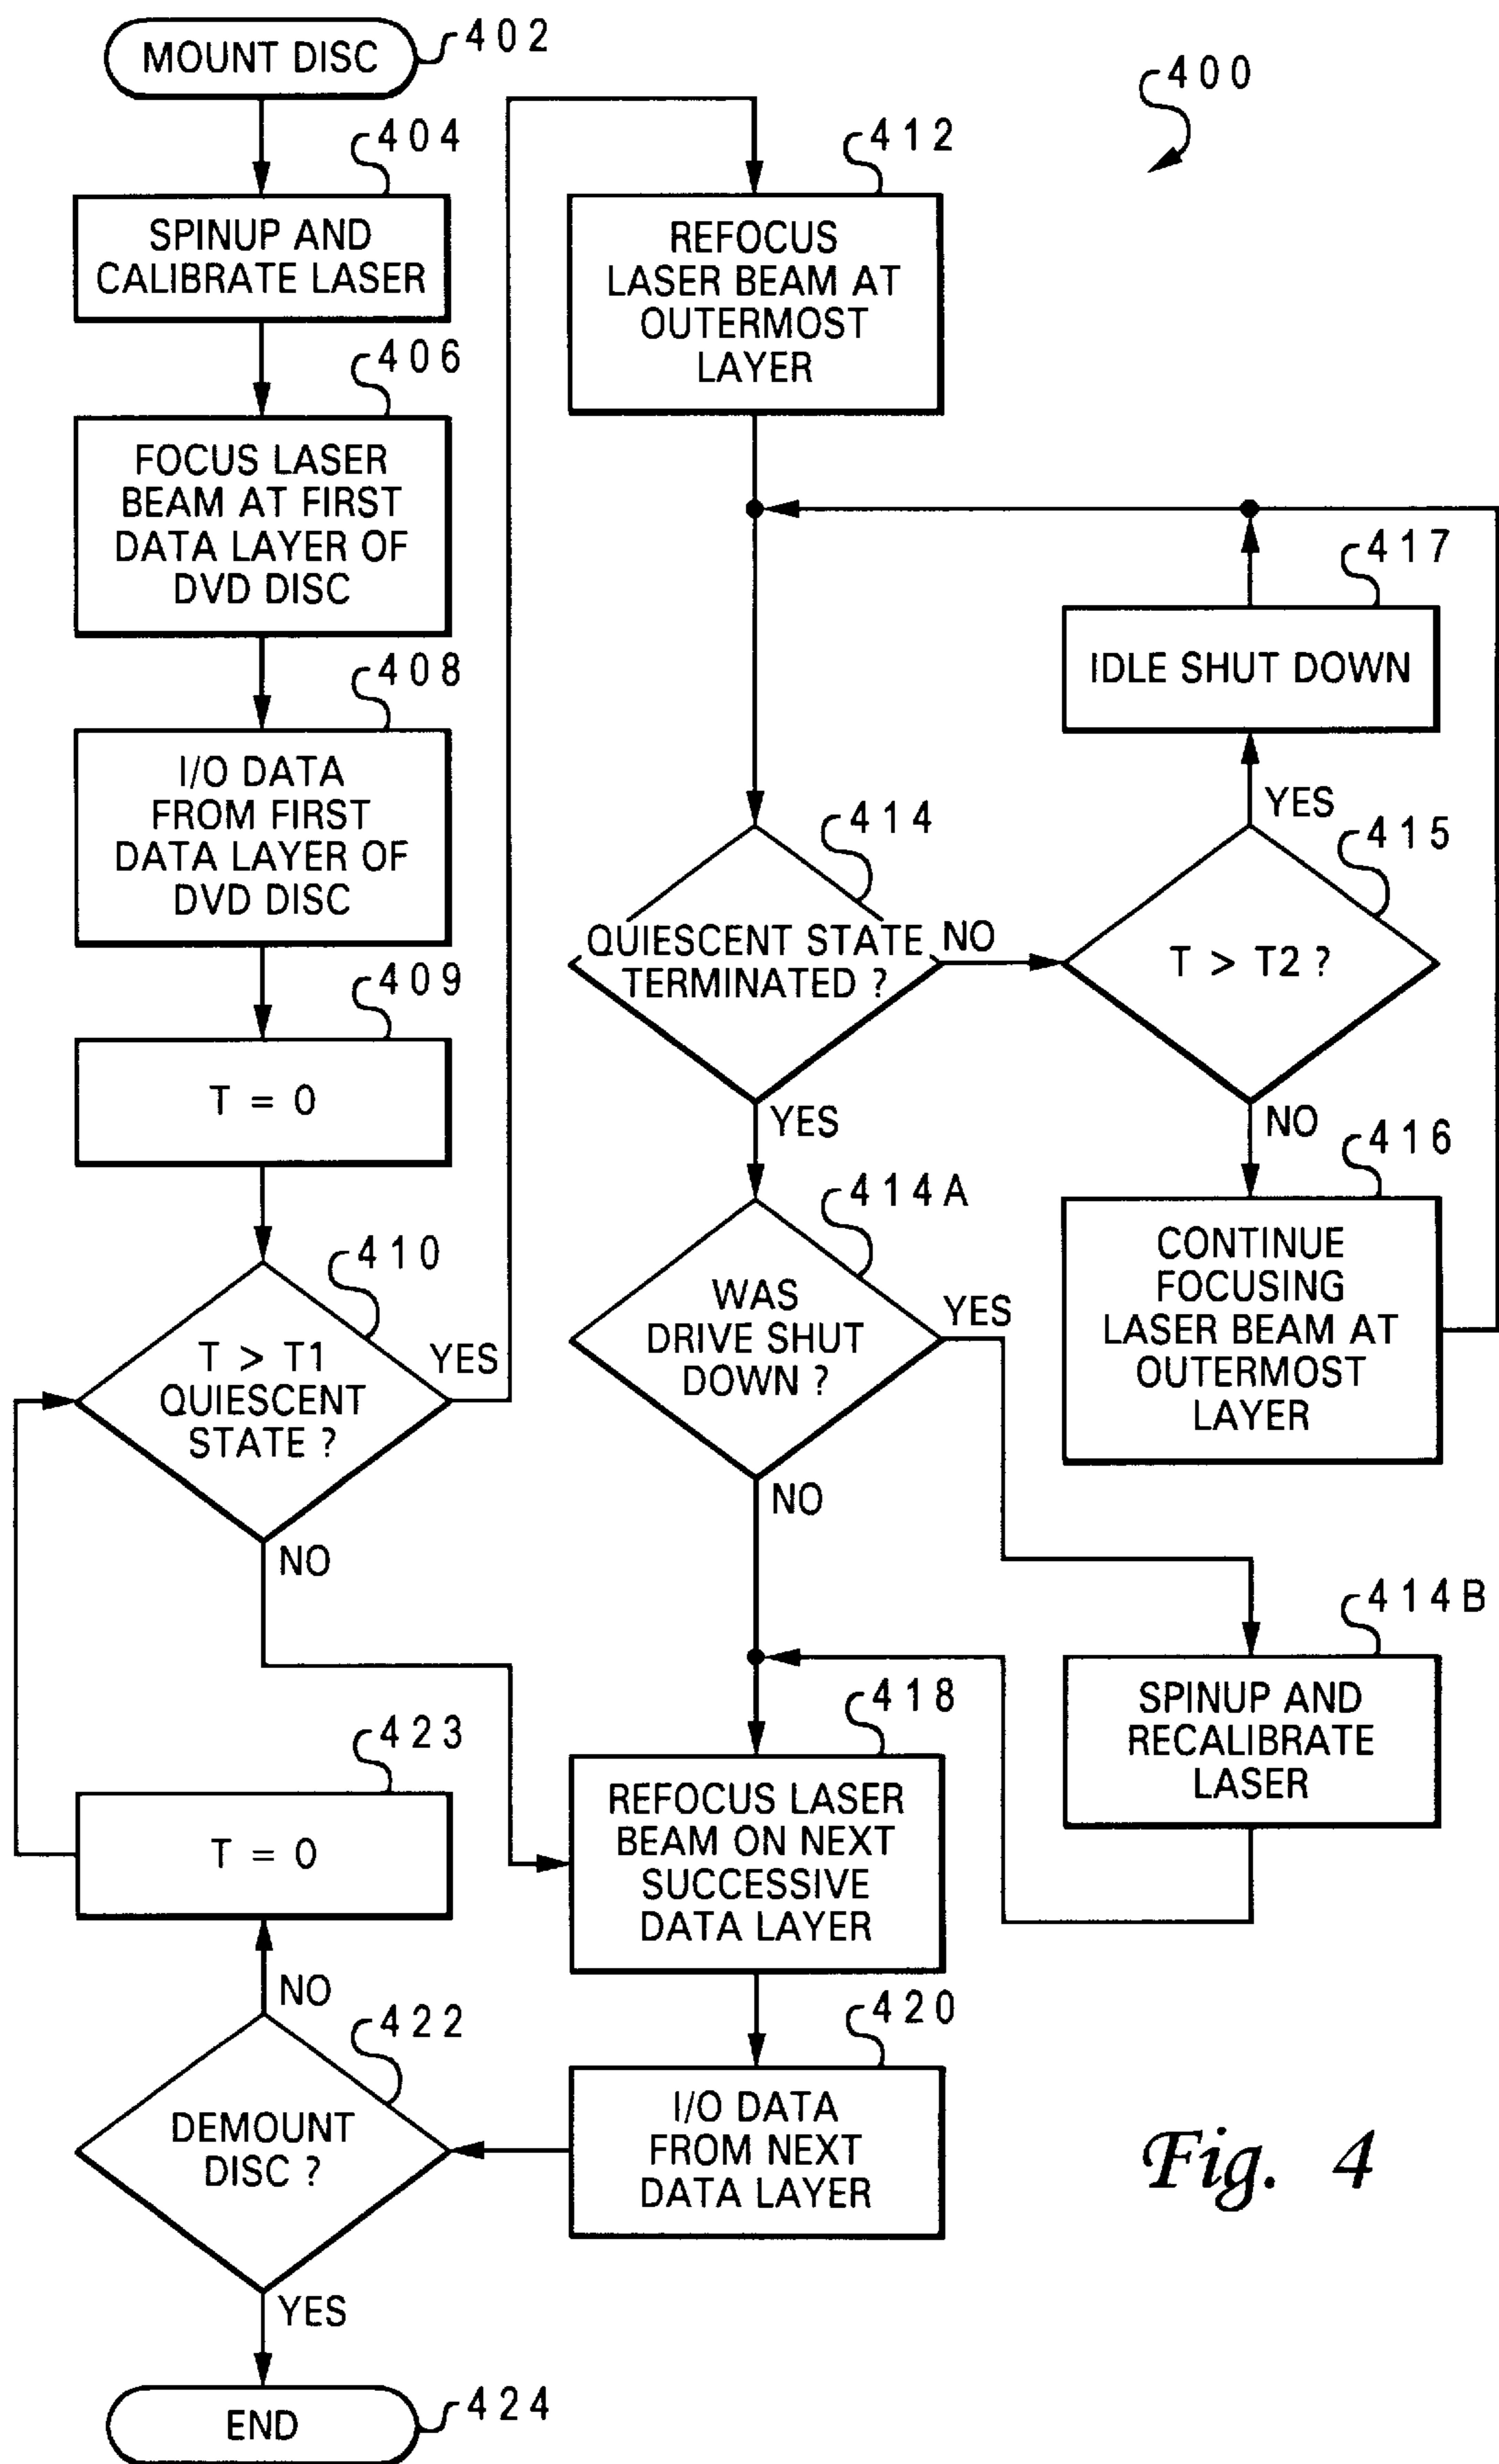 MOUNT DISC
402
400
404
SPINUP AND
CALIBRATE LASER
406
FOCUS LASER
BEAM AT FIRST
DATA LAYER OF
DVD DISC
408
I/O DATA
FROM FIRST
DATA LAYER OF
DVD DISC
409
T = 0
410
T > T1
QUIESCENT
STATE ?
YES
NO
412
REFOCUS
LASER BEAM AT
OUTERMOST
LAYER
414
QUIESCENT STATE
TERMINATED ?
NO
YES
415
T > T2 ?
YES
NO
417
IDLE SHUT DOWN
416
CONTINUE
FOCUSING
LASER BEAM AT
OUTERMOST
LAYER
414A
WAS
DRIVE SHUT
DOWN ?
YES
NO
414B
SPINUP AND
RECALIBRATE
LASER
418
REFOCUS LASER
BEAM ON NEXT
SUCCESSIVE
DATA LAYER
420
I/O DATA
FROM NEXT
DATA LAYER
422
DEMOUNT
DISC ?
NO
YES
423
T = 0
END
424
Fig. 4